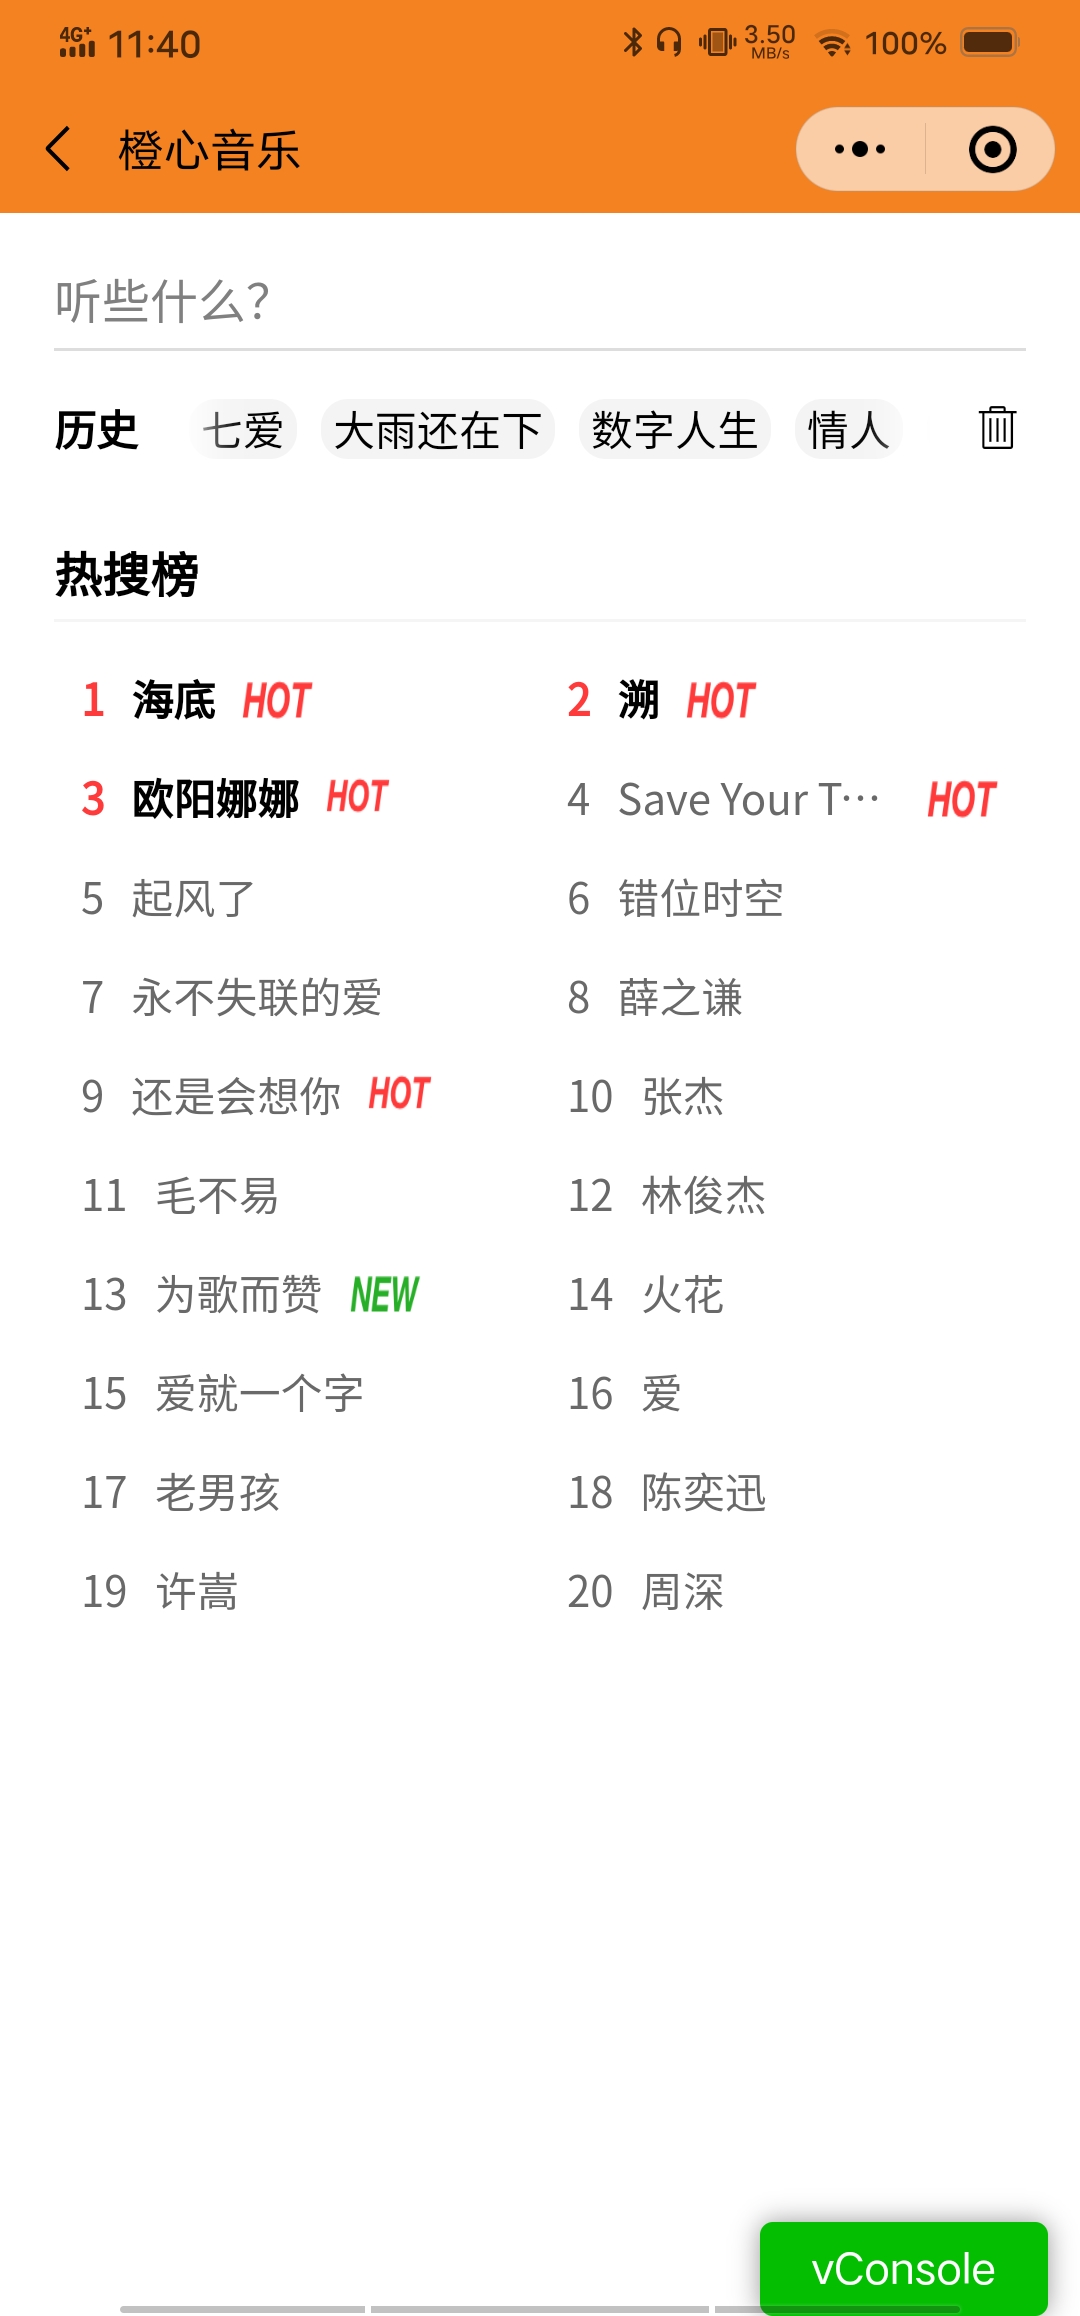 4G+ 11:40 3.50 MB/s 100%
橙心音乐
听些什么?
历史 七爱 大雨还在下 数字人生 情人
热搜榜
1 海底 HOT 2 溯 HOT
3 欧阳娜娜 HOT 4 Save Your T… HOT
5 起风了 6 错位时空
7 永不失联的爱 8 薛之谦
9 还是会想你 HOT 10 张杰
11 毛不易 12 林俊杰
13 为歌而赞 NEW 14 火花
15 爱就一个字 16 爱
17 老男孩 18 陈奕迅
19 许嵩 20 周深
vConsole